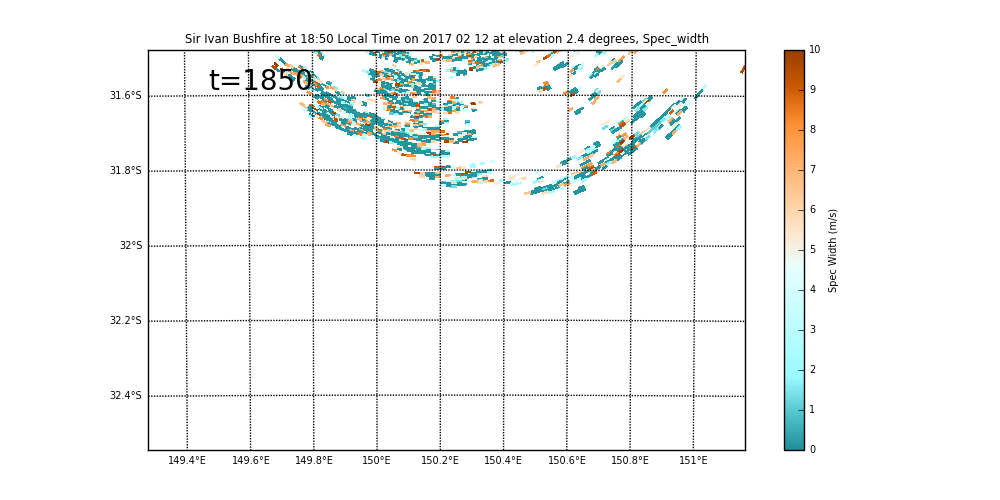 Sir Ivan Bushfire at 18:50 Local Time on 2017 02 12 at elevation 2.4 degrees, Spec_width
t=1850
31.6°S
31.8°S
32°S
32.2°S
32.4°S
149.4°E 149.6°E 149.8°E 150°E 150.2°E 150.4°E 150.6°E 150.8°E 151°E
10
9
8
7
6
5
4
3
2
1
0
Spec Width (m/s)